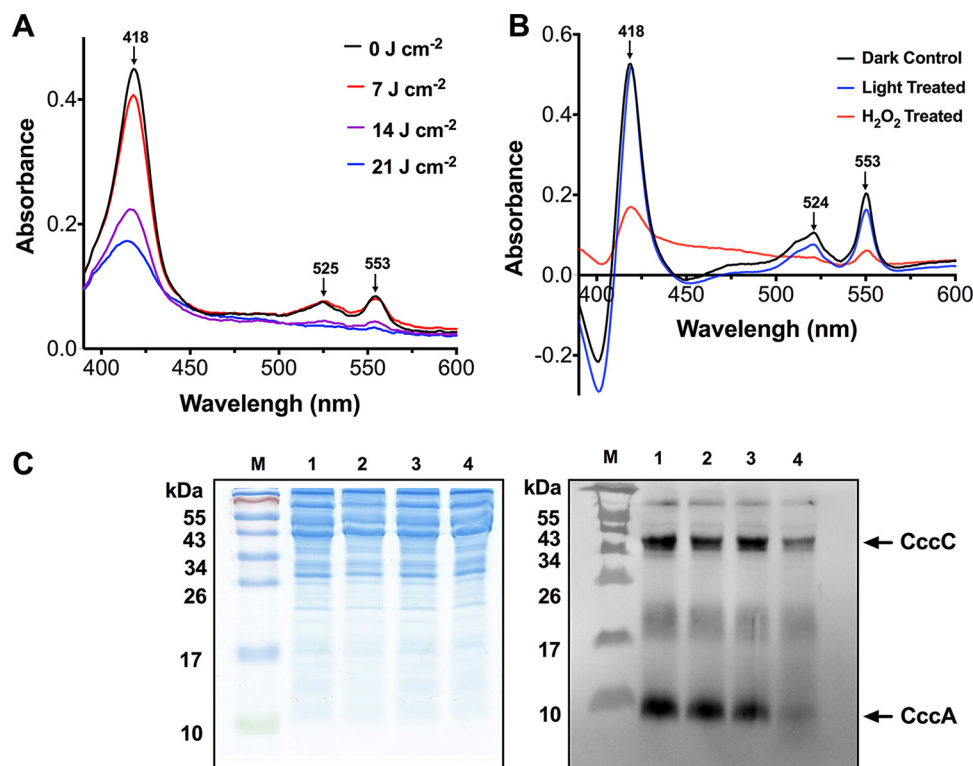 A
418
0 J cm-2
7 J cm-2
14 J cm-2
21 J cm-2
525
553
Absorbance
0.4
0.2
0.0
400
450
500
550
600
Wavelengh (nm)
B
418
Dark Control
Light Treated
H2O2 Treated
524
553
Absorbance
0.6
0.4
0.2
0.0
-0.2
400
450
500
550
600
Wavelengh (nm)
C
M 1 2 3 4
kDa
55
43
34
26
17
10
M 1 2 3 4
kDa
55
43
34
26
17
10
CccC
CccA